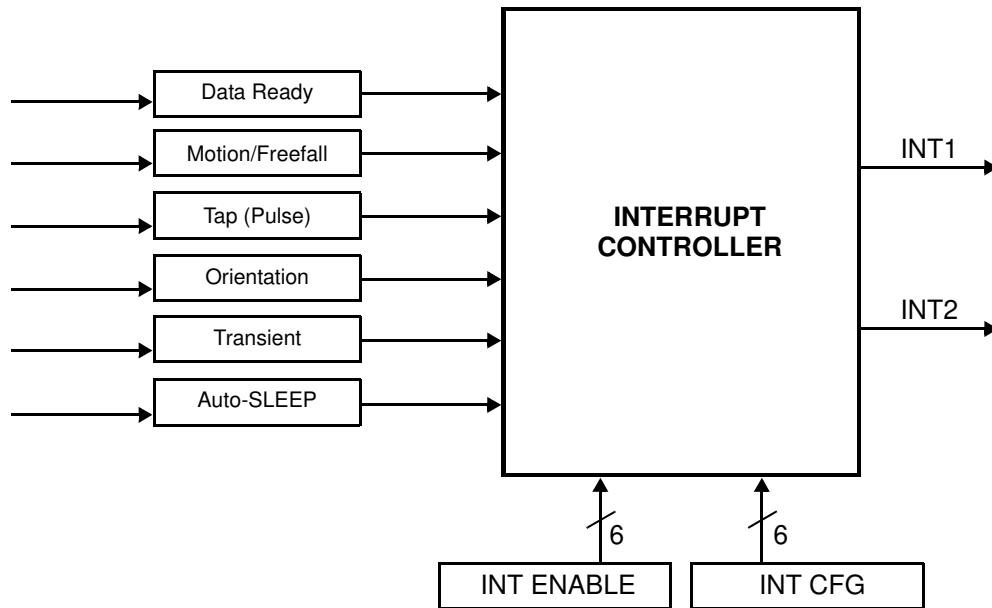 Data Ready
Motion/Freefall
Tap (Pulse)
Orientation
Transient
Auto-SLEEP
INTERRUPT
CONTROLLER
INT1
INT2
6
6
INT ENABLE
INT CFG